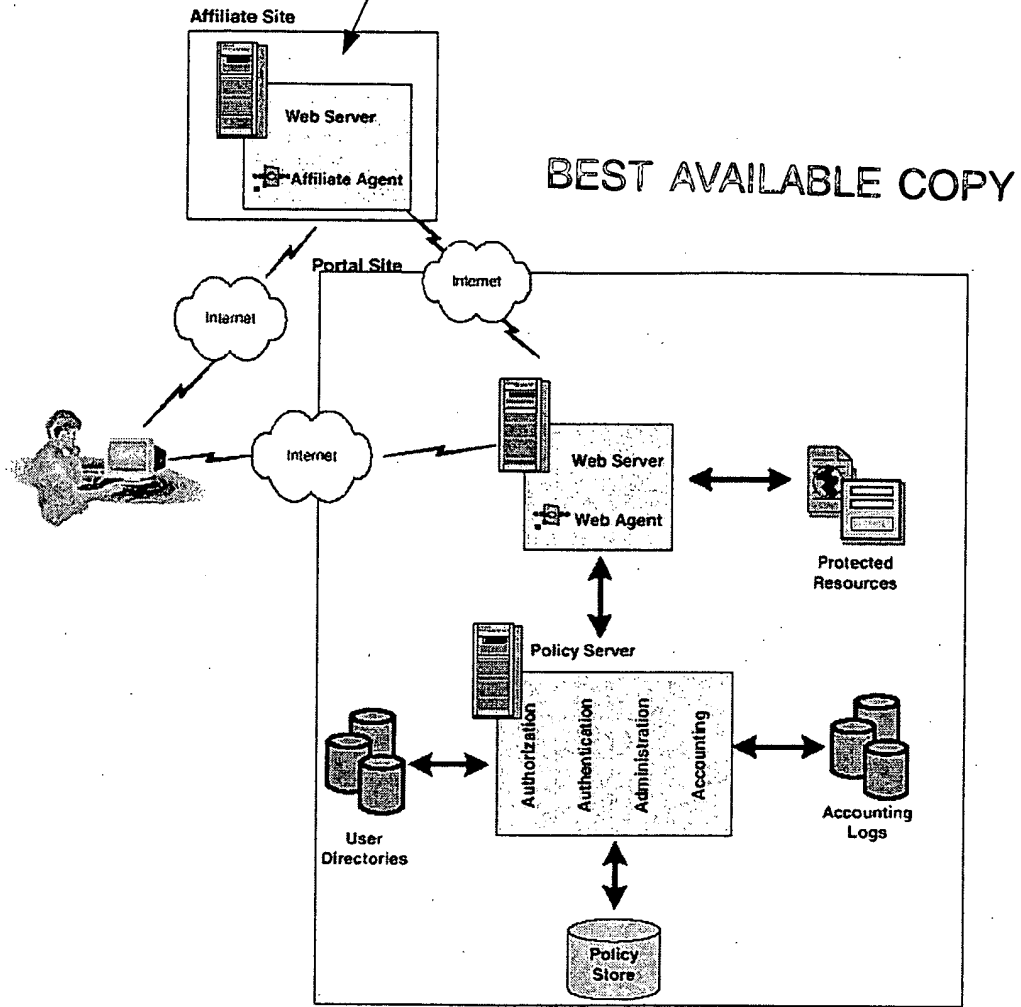 Affiliate Site
Web Server
Affiliate Agent
BEST AVAILABLE COPY
Portal Site
Internet
Internet
Internet
Web Server
Web Agent
Protected
Resources
Policy Server
Authorization
Authentication
Administration
Accounting
User
Directories
Accounting
Logs
Policy
Store